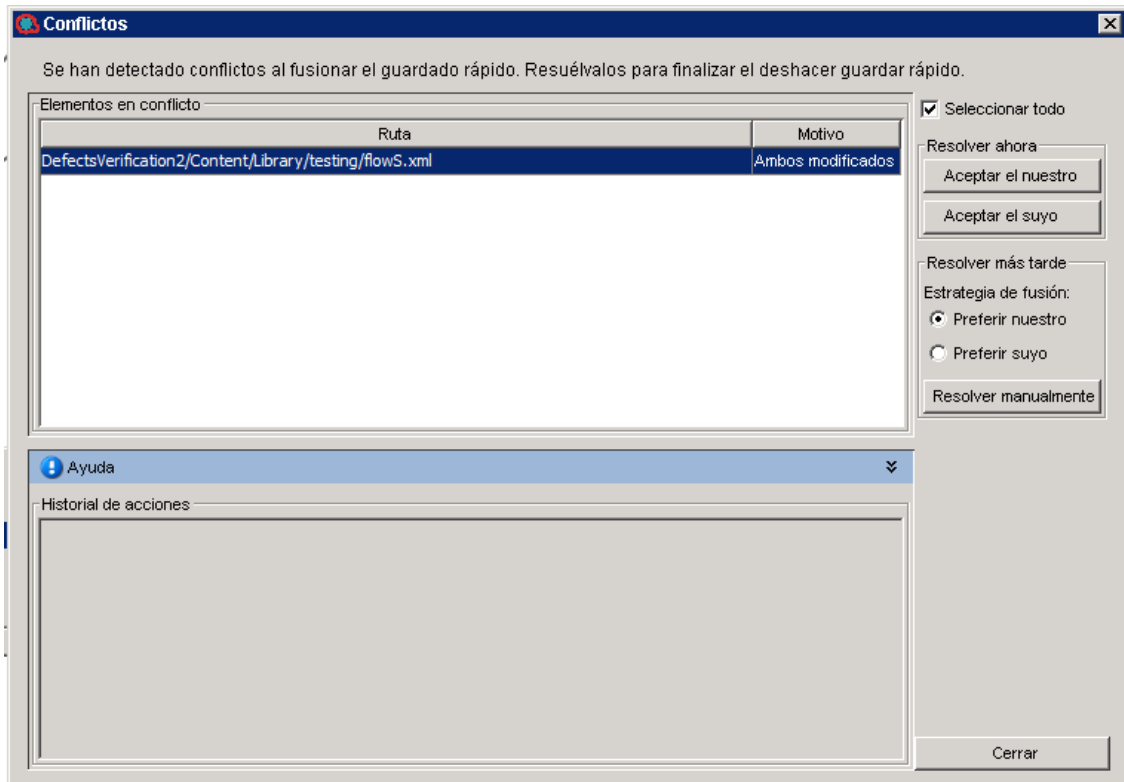 Conflictos
Se han detectado conflictos al fusionar el guardado rápido. Resuélvalos para finalizar el deshacer guardar rápido.
Elementos en conflicto
Ruta Motivo
DefectsVerification2/Content/Library/testing/flowS.xml Ambos modificados
Seleccionar todo
Resolver ahora
Aceptar el nuestro
Aceptar el suyo
Resolver más tarde
Estrategia de fusión:
Preferir nuestro
Preferir suyo
Resolver manualmente
Ayuda
Historial de acciones
Cerrar